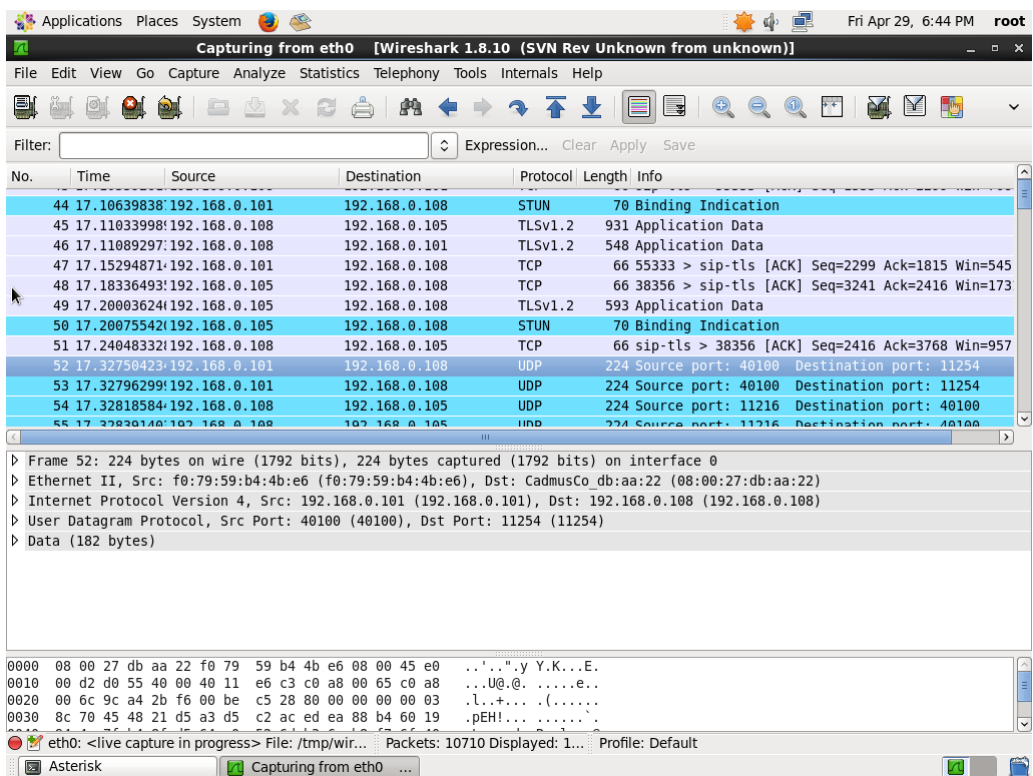 Applications Places System Fri Apr 29, 6:44 PM root
Capturing from eth0 [Wireshark 1.8.10 (SVN Rev Unknown from unknown)]
File Edit View Go Capture Analyze Statistics Telephony Tools Internals Help
Filter: Expression... Clear Apply Save
No. Time Source Destination Protocol Length Info
44 17.106398387 192.168.0.101 192.168.0.108 STUN 70 Binding Indication
45 17.11033998 192.168.0.108 192.168.0.105 TLSv1.2 931 Application Data
46 17.11089297 192.168.0.108 192.168.0.101 TLSv1.2 548 Application Data
47 17.15294871 192.168.0.101 192.168.0.108 TCP 66 55333 > sip-tls [ACK] Seq=2299 Ack=1815 Win=545
48 17.18336493 192.168.0.105 192.168.0.108 TCP 66 38356 > sip-tls [ACK] Seq=3241 Ack=2416 Win=173
49 17.20003624 192.168.0.105 192.168.0.108 TLSv1.2 593 Application Data
50 17.20075542 192.168.0.105 192.168.0.108 STUN 70 Binding Indication
51 17.24048332 192.168.0.108 192.168.0.105 TCP 66 sip-tls > 38356 [ACK] Seq=2416 Ack=3768 Win=957
52 17.32750423 192.168.0.101 192.168.0.108 UDP 224 Source port: 40100 Destination port: 11254
53 17.32796299 192.168.0.101 192.168.0.108 UDP 224 Source port: 40100 Destination port: 11254
54 17.32818584 192.168.0.108 192.168.0.105 UDP 224 Source port: 11216 Destination port: 40100
55 17.32839140 192.168.0.108 192.168.0.105 UDP 224 Source port: 11216 Destination port: 40100
Frame 52: 224 bytes on wire (1792 bits), 224 bytes captured (1792 bits) on interface 0
Ethernet II, Src: f0:79:59:b4:4b:e6 (f0:79:59:b4:4b:e6), Dst: CadmusCo_db:aa:22 (08:00:27:db:aa:22)
Internet Protocol Version 4, Src: 192.168.0.101 (192.168.0.101), Dst: 192.168.0.108 (192.168.0.108)
User Datagram Protocol, Src Port: 40100 (40100), Dst Port: 11254 (11254)
Data (182 bytes)
0000 08 00 27 db aa 22 f0 79 59 b4 4b e6 08 00 45 e0 ..'..".y Y.K...E.
0010 00 d2 d0 55 40 00 40 11 e6 c3 c0 a8 00 65 c0 a8 ...U@.@. .....e..
0020 00 6c 9c a4 2b f6 00 be c5 28 80 00 00 00 00 03 .l..+... .(......
0030 8c 70 45 48 21 d5 a3 d5 c2 ac ed ea 88 b4 60 19 .pEH!... ......`.
eth0: <live capture in progress> File: /tmp/wir... Packets: 10710 Displayed: 1... Profile: Default
Asterisk Capturing from eth0 ...